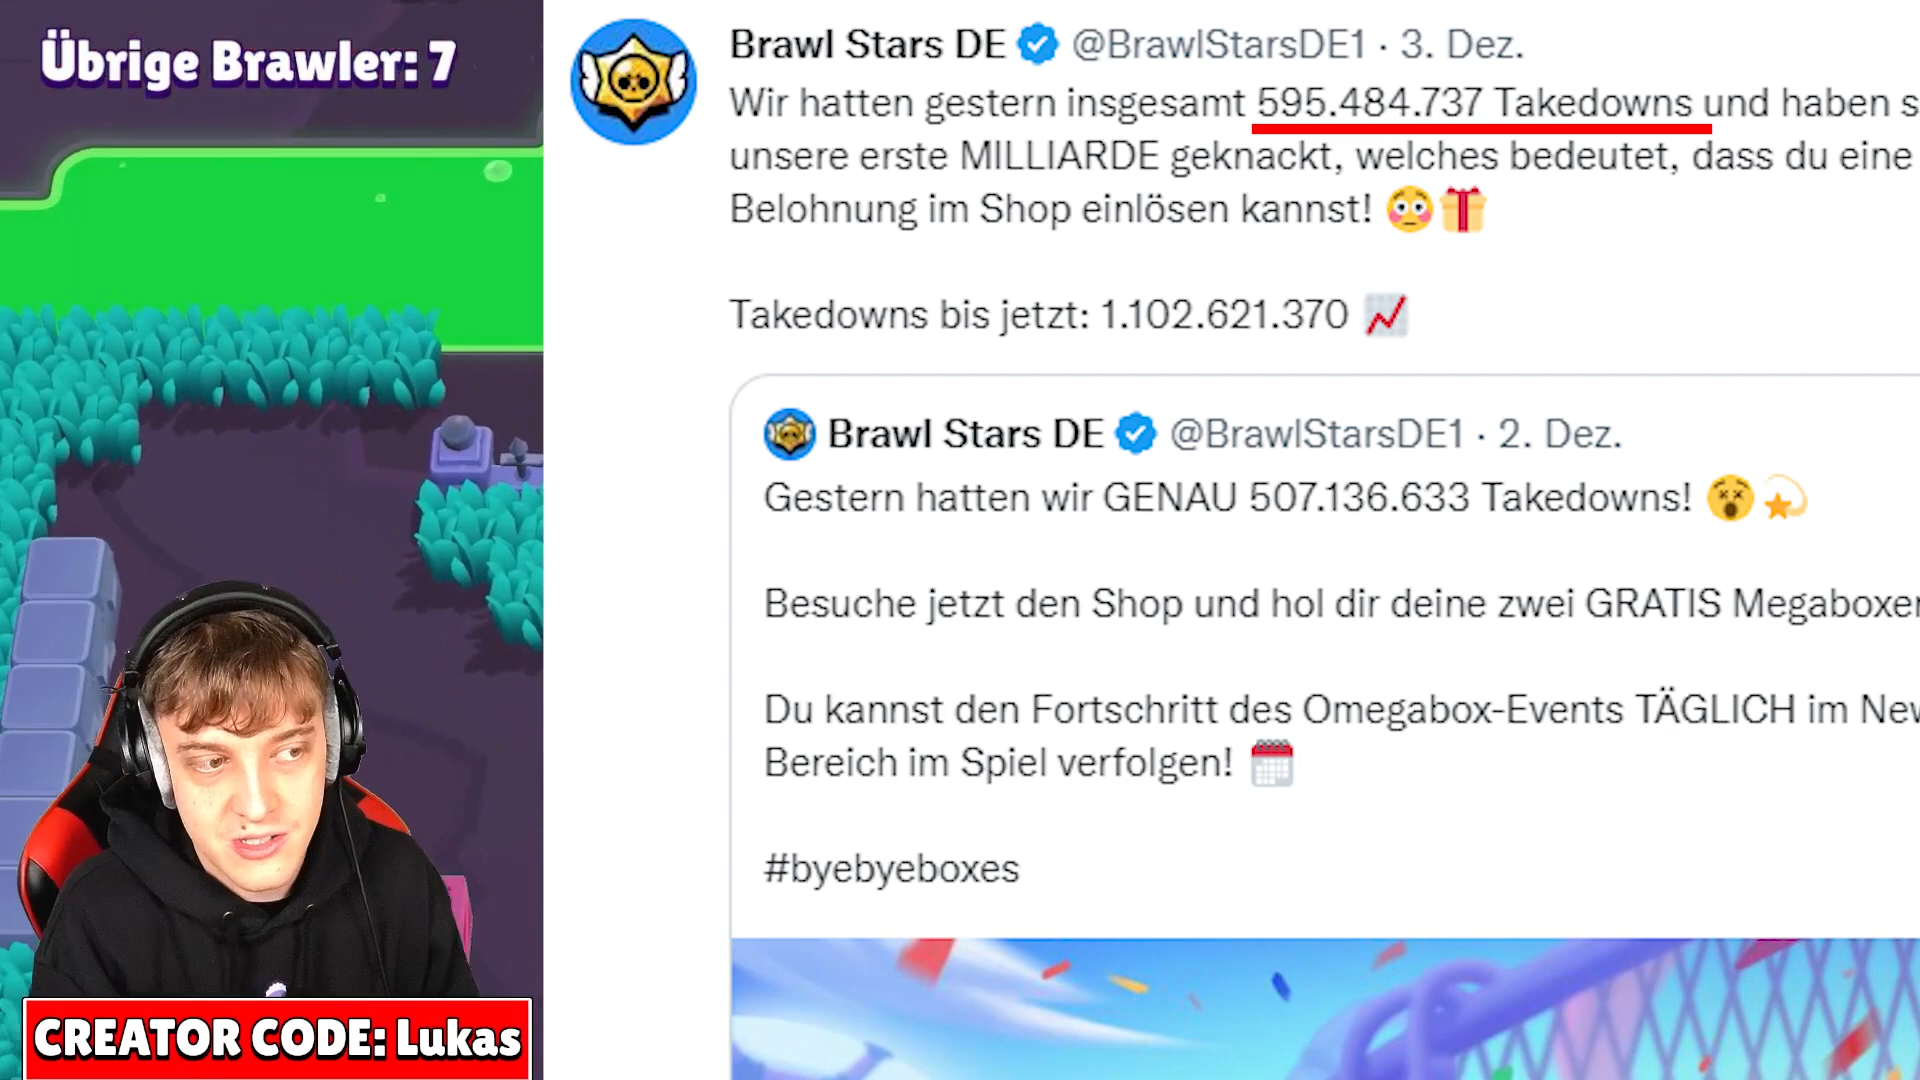 Übrige Brawler: 7
Brawl Stars DE @BrawlStarsDE1 · 3. Dez.
Wir hatten gestern insgesamt 595.484.737 Takedowns und haben
unsere erste MILLIARDE geknackt, welches bedeutet, dass du eine
Belohnung im Shop einlösen kannst! 😳🎁
Takedowns bis jetzt: 1.102.621.370 📈
Brawl Stars DE @BrawlStarsDE1 · 2. Dez.
Gestern hatten wir GENAU 507.136.633 Takedowns! 😵💫
Besuche jetzt den Shop und hol dir deine zwei GRATIS Megaboxen
Du kannst den Fortschritt des Omegabox-Events TÄGLICH im New
Bereich im Spiel verfolgen! 🗓️
#byebyeboxes
CREATOR CODE: Lukas